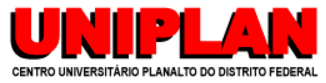 UNIPLAN
CENTRO UNIVERSITÁRIO PLANALTO DO DISTRITO FEDERAL